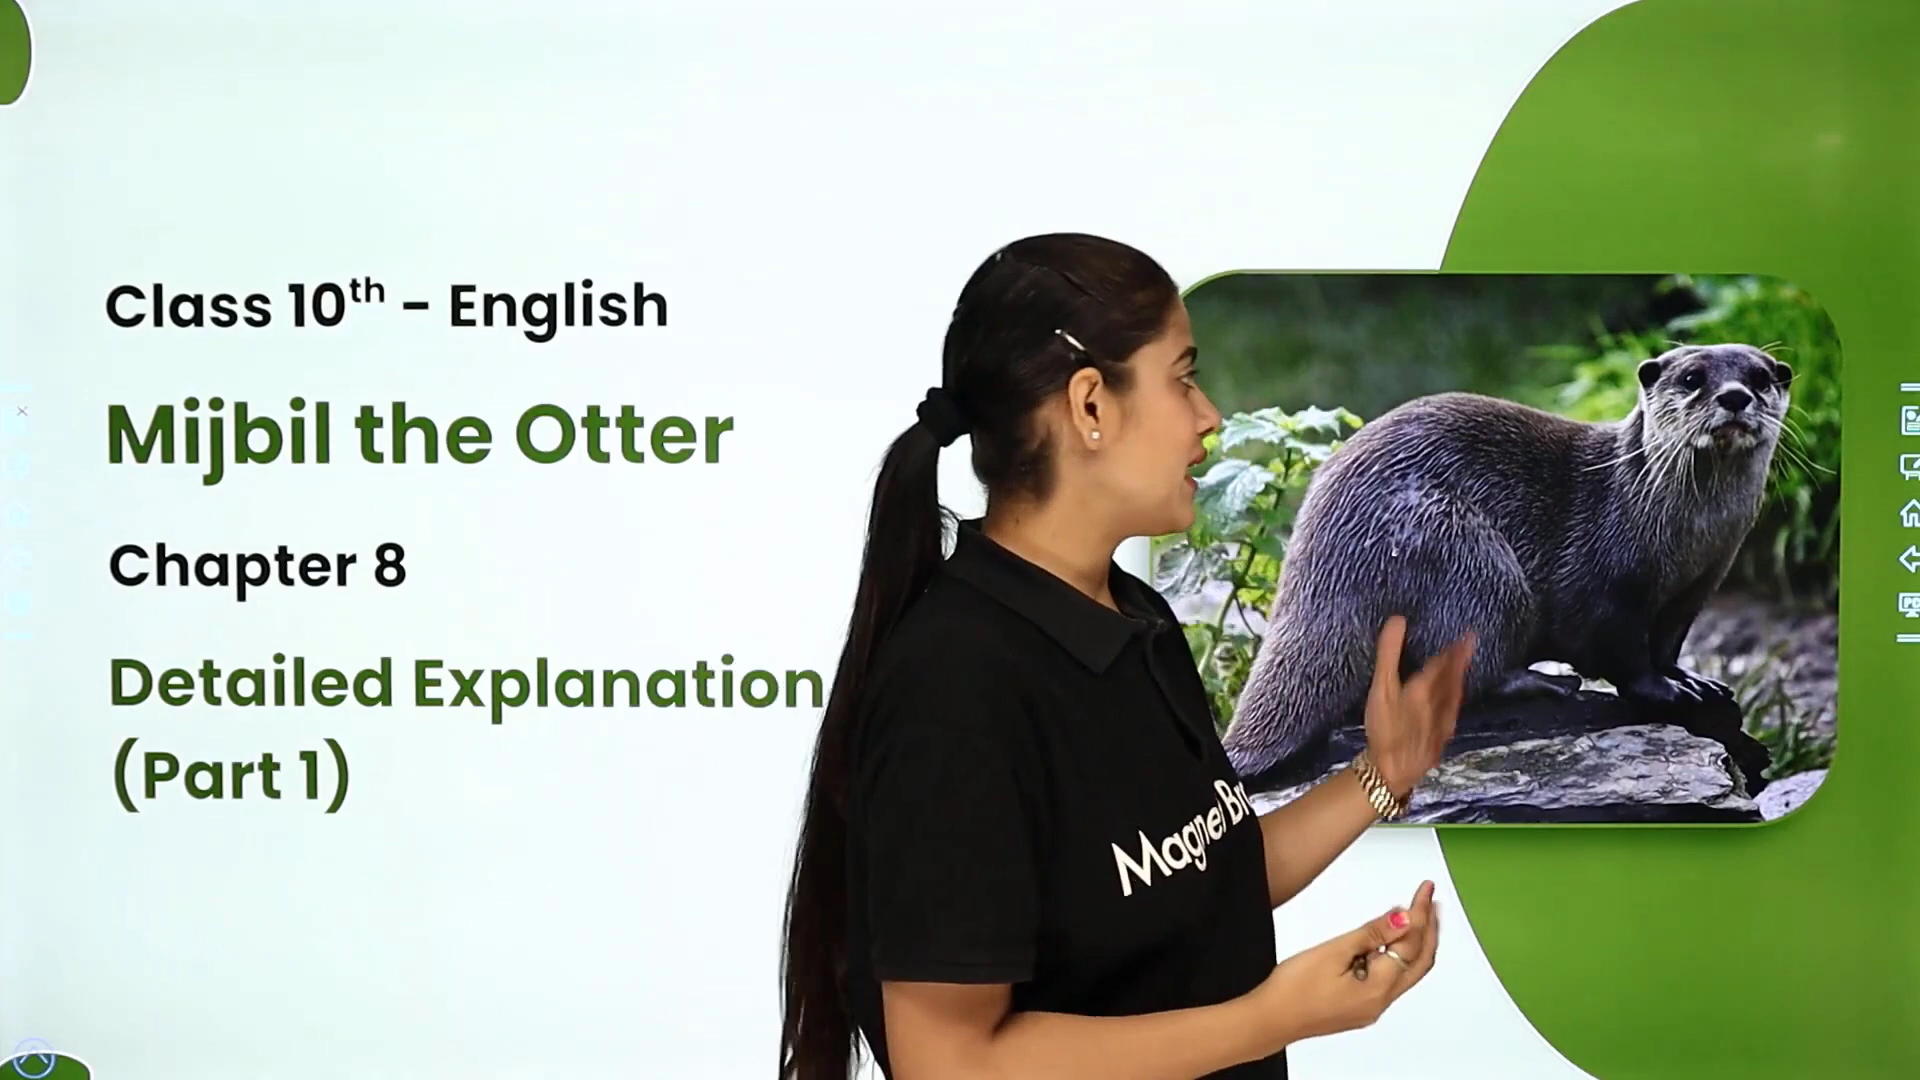 Class 10th - English
Mijbil the Otter
Chapter 8
Detailed Explanation
(Part 1)
Magnet Br